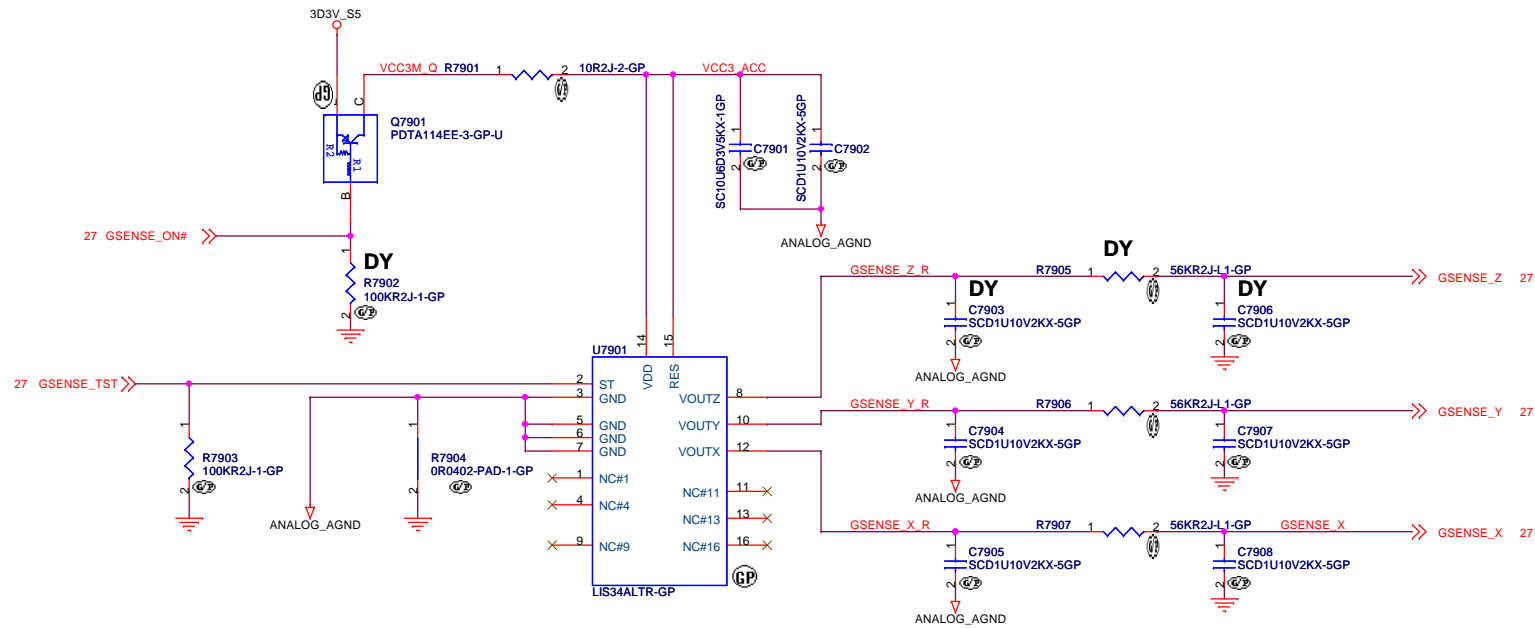 3D3V_S5
VCC3M_Q
R7901
1
2
10R2J-2-GP
VCC3_ACC
GP
C
Q7901
PDTA114EE-3-GP-U
R2
R1
B
SC10U6D3V5KX-1GP
1
C7901
2
G/P
SCD1U10V2KX-5GP
1
C7902
2
G/P
ANALOG_AGND
27 GSENSE_ON#
1
DY
R7902
100KR2J-1-GP
2
G/P
27 GSENSE_TST
1
R7903
100KR2J-1-GP
2
G/P
1
R7904
0R0402-PAD-1-GP
2
G/P
ANALOG_AGND
U7901
14
15
VDD
RES
2
ST
3
GND
5
GND
6
GND
7
GND
1
NC#1
4
NC#4
9
NC#9
VOUTZ
8
VOUTY
10
VOUTX
12
NC#11
11
NC#13
13
NC#16
16
LIS34ALTR-GP
GP
GSENSE_Z_R
R7905
1
DY
2
56KR2J-L1-GP
G/P
GSENSE_Z 27
DY
1
C7903
SCD1U10V2KX-5GP
2
G/P
ANALOG_AGND
DY
1
C7906
SCD1U10V2KX-5GP
2
G/P
GSENSE_Y_R
R7906
1
2
56KR2J-L1-GP
G/P
GSENSE_Y 27
1
C7904
SCD1U10V2KX-5GP
2
G/P
ANALOG_AGND
1
C7907
SCD1U10V2KX-5GP
2
G/P
GSENSE_X_R
R7907
1
2
56KR2J-L1-GP
G/P
GSENSE_X
GSENSE_X 27
1
C7905
SCD1U10V2KX-5GP
2
G/P
ANALOG_AGND
1
C7908
SCD1U10V2KX-5GP
2
G/P